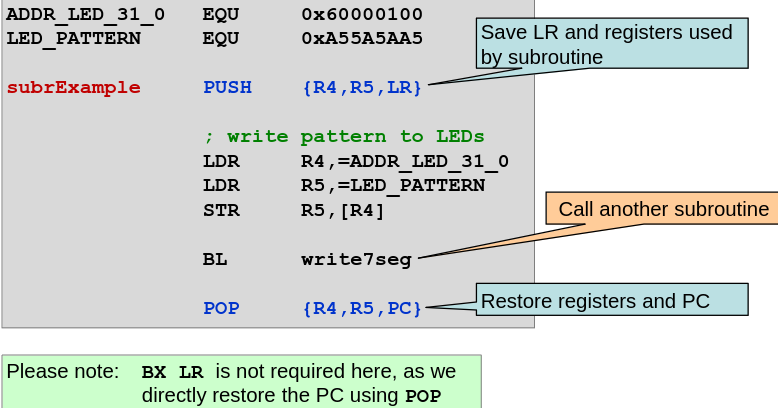 ADDR_LED_31_0 EQU 0x60000100
LED_PATTERN EQU 0xA55A5AA5
Save LR and registers used
by subroutine
subrExample PUSH {R4,R5,LR}
; write pattern to LEDs
LDR R4,=ADDR_LED_31_0
LDR R5,=LED_PATTERN
STR R5,[R4]
Call another subroutine
BL write7seg
POP {R4,R5,PC}
Restore registers and PC
Please note: BX LR is not required here, as we
directly restore the PC using POP